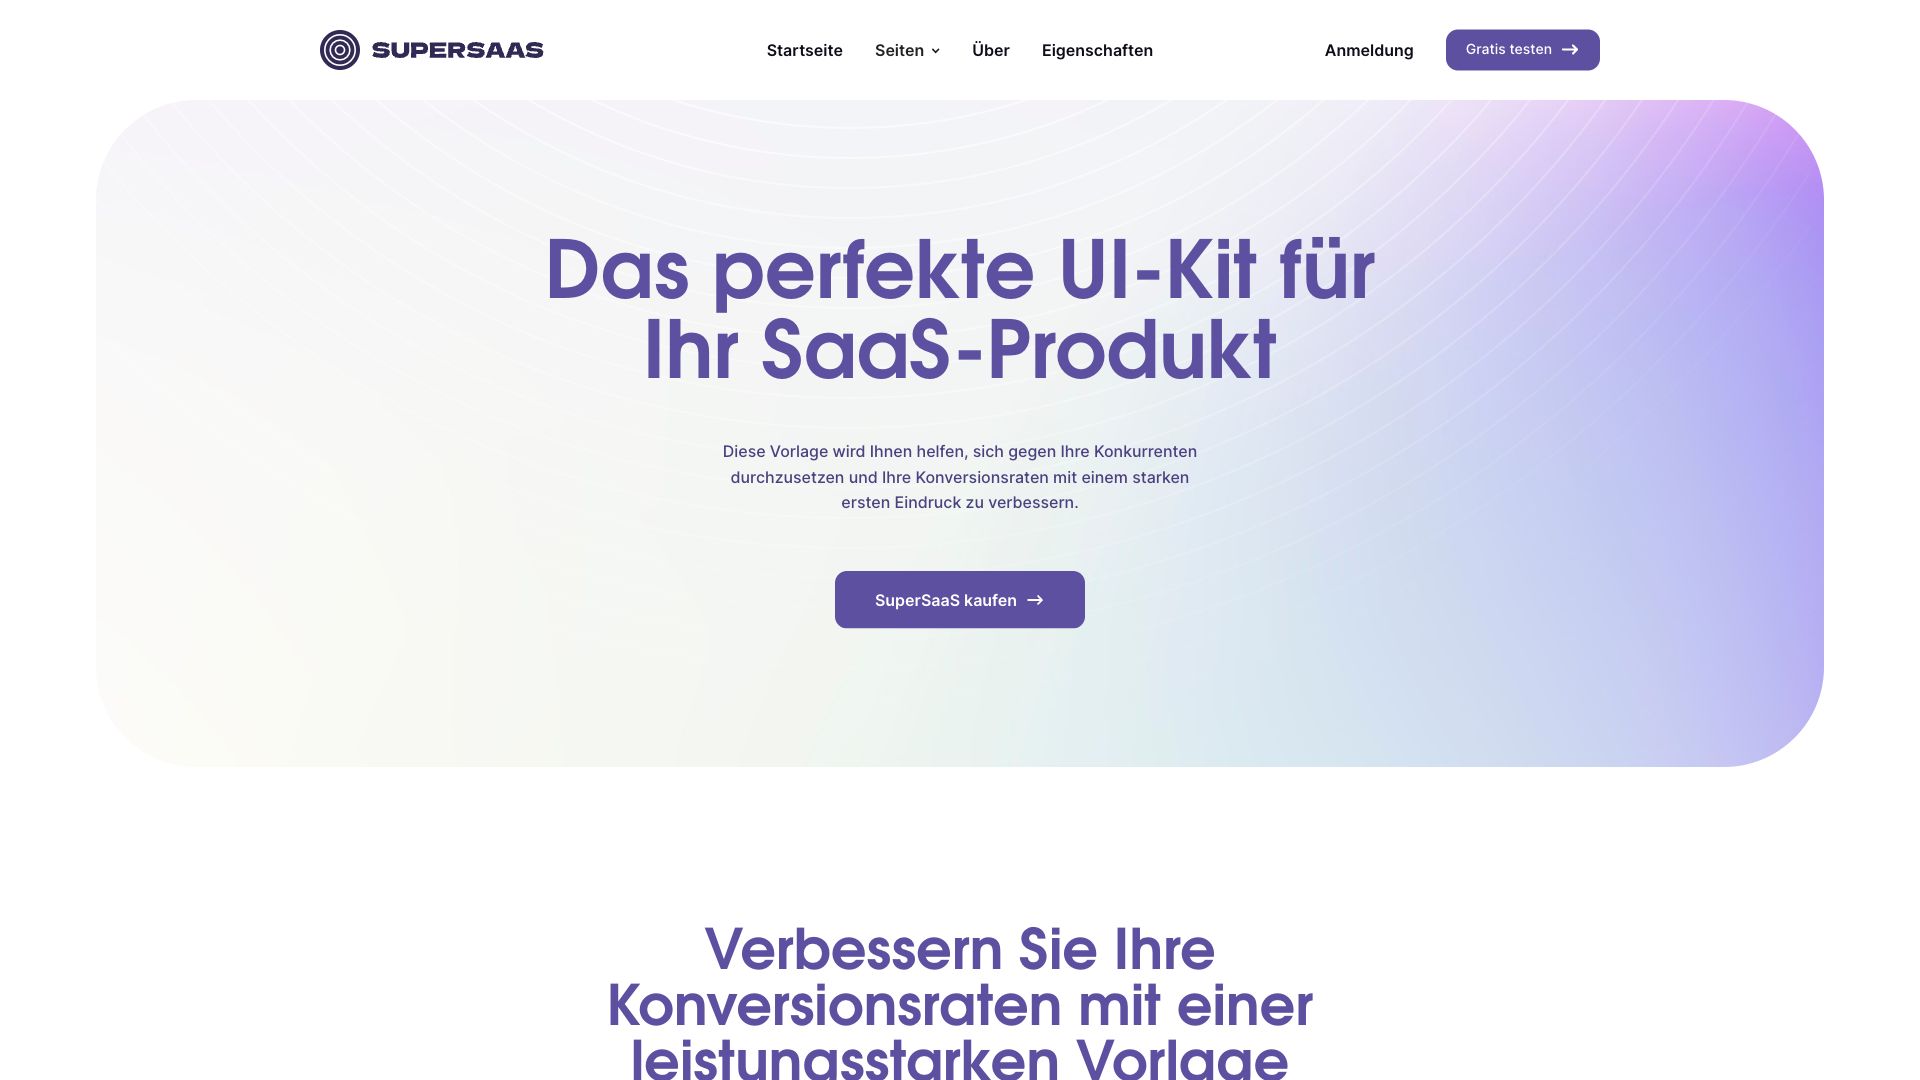 SUPERSAAS
Startseite
Seiten
Über
Eigenschaften
Anmeldung
Gratis testen
Das perfekte UI-Kit für
Ihr SaaS-Produkt
Diese Vorlage wird Ihnen helfen, sich gegen Ihre Konkurrenten
durchzusetzen und Ihre Konversionsraten mit einem starken
ersten Eindruck zu verbessern.
SuperSaaS kaufen
Verbessern Sie Ihre
Konversionsraten mit einer
leistungsstarken Vorlage